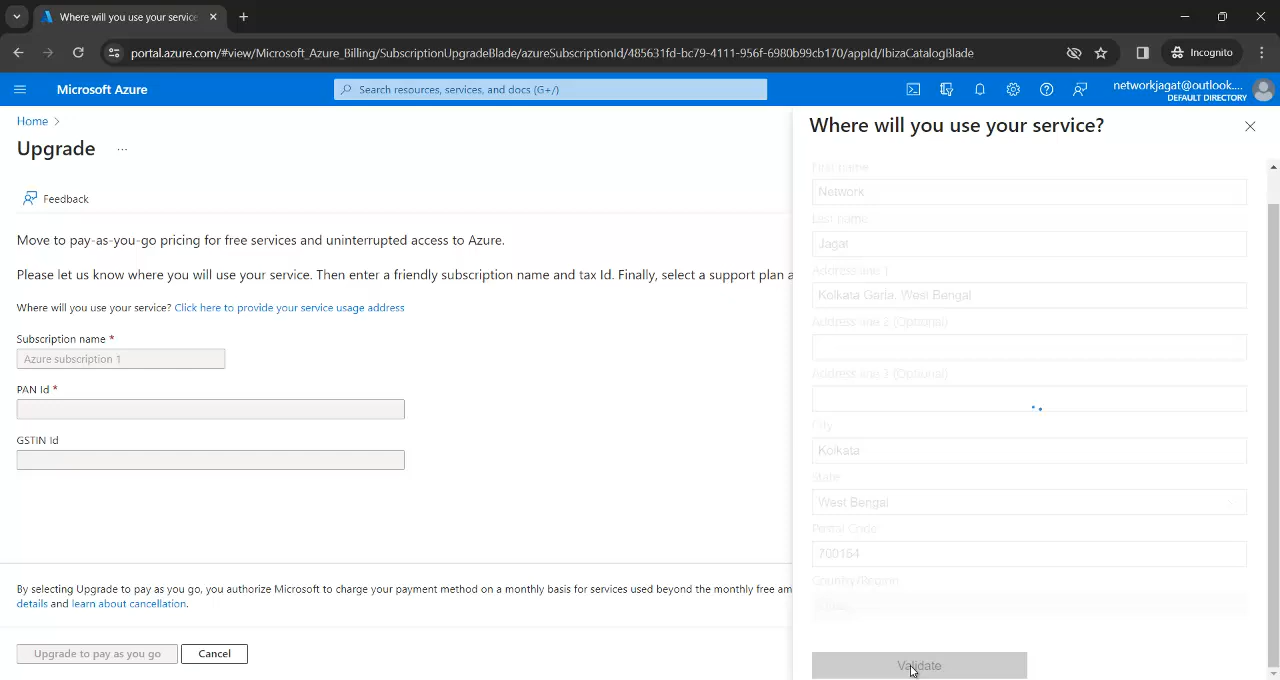 Where will you use your service
portal.azure.com/#view/Microsoft_Azure_Billing/SubscriptionUpgradeBlade/azureSubscriptionId/485631fd-bc79-4111-956f-6980b99cb170/appId/IbizaCatalogBlade
Incognito
Microsoft Azure
Search resources, services, and docs (G+/)
networkjagat@outlook....
DEFAULT DIRECTORY
Home
Upgrade
...
Feedback
Move to pay-as-you-go pricing for free services and uninterrupted access to Azure.
Please let us know where you will use your service. Then enter a friendly subscription name and tax Id. Finally, select a support plan a
Where will you use your service? Click here to provide your service usage address
Subscription name *
Azure subscription 1
PAN Id *
GSTIN Id
By selecting Upgrade to pay as you go, you authorize Microsoft to charge your payment method on a monthly basis for services used beyond the monthly free am
details and learn about cancellation.
Upgrade to pay as you go
Cancel
Where will you use your service?
First name
Network
Last name
Jagat
Address line 1
Kolkata Garia, West Bengal
Address line 2 (Optional)
Address line 3 (Optional)
City
Kolkata
State
West Bengal
Postal Code
700154
Country/Region
Validate